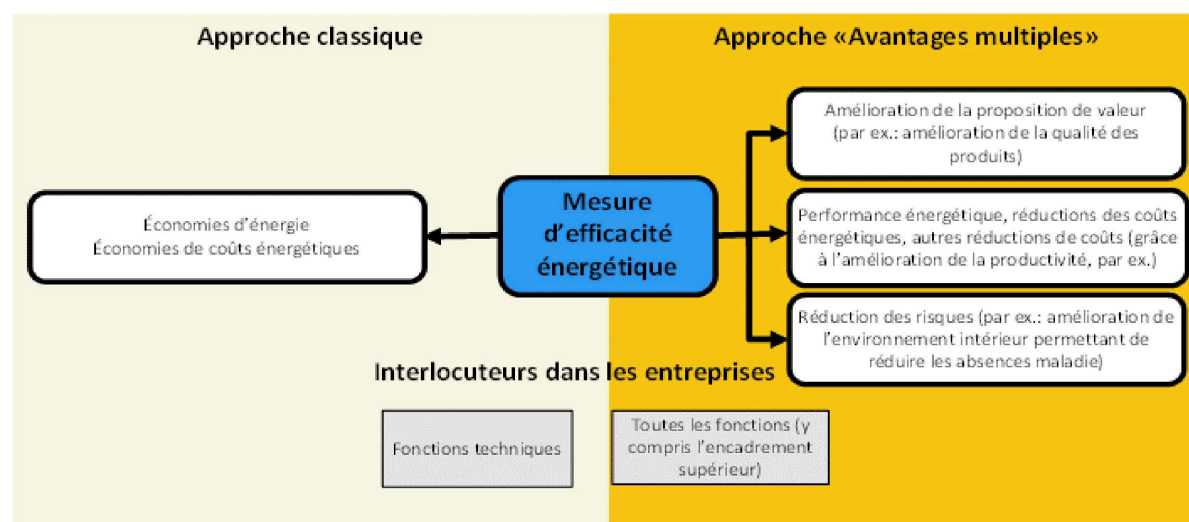 Approche classique
Approche «Avantages multiples»
Économies d'énergie
Économies de coûts énergétiques
Mesure
d'efficacité
énergétique
Amélioration de la proposition de valeur
(par ex.: amélioration de la qualité des
produits)
Performance énergétique, réductions des coûts
énergétiques, autres réductions de coûts (grâce
à l'amélioration de la productivité, par ex.)
Réduction des risques (par ex.: amélioration de
l'environnement intérieur permettant de
réduire les absences maladie)
Interlocuteurs dans les entreprises
Fonctions techniques
Toutes les fonctions (y
compris l'encadrement
supérieur)